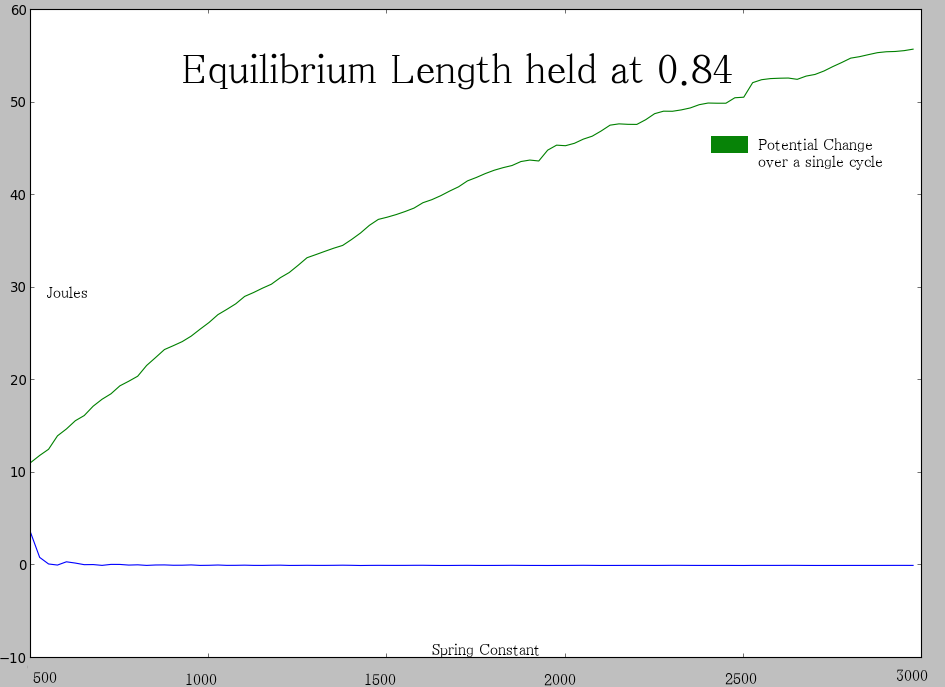 60
Equilibrium Length held at 0.84
50
Potential Change
over a single cycle
40
30
Joules
20
10
0
Spring Constant
−10
500 1000 1500 2000 2500 3000